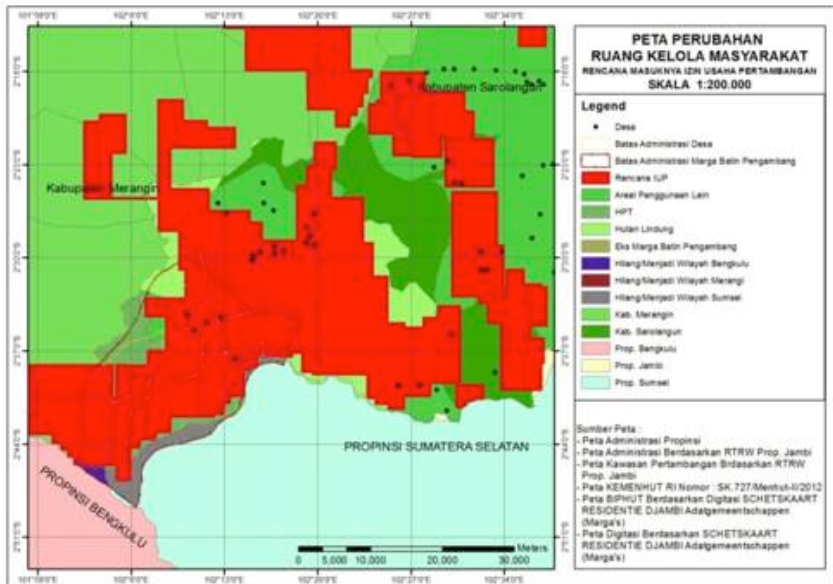 PETA PERUBAHAN
RUANG KELOLA MASYARAKAT
RENCANA MASUKNYA IZIN USAHA PERTAMBANGAN
SKALA 1:200.000
Legend
Desa
Batas Administrasi Desa
Batas Administrasi Marga Batin Pengambang
Rencana IUP
Areal Penggunaan Lain
HPT
Hutan Lindung
Eks Marga Batin Pengambang
Hilang/Menjadi Wilayah Bengkulu
Hilang/Menjadi Wilayah Merangi
Hilang/Menjadi Wilayah Sumsel
Kab. Merangin
Kab. Sarolangun
Prop. Bengkulu
Prop. Jambi
Prop. Sumsel
Sumber Peta :
- Peta Administrasi Propinsi
- Peta Administrasi Berdasarkan RTRW Prop. Jambi
- Peta Kawasan Pertambangan Brdasarkan RTRW
Prop. Jambi
- Peta KEMENHUT RI Nomor : SK.727/Menhut-II/2012
- Peta BIPHUT Berdasarkan Digitasi SCHETSKAART
RESIDENTIE DJAMBI Adatgemeentschappen
(Marga's)
- Peta Digitasi Berdasarkan SCHETSKAART
RESIDENTIE DJAMBI Adatgemeentschappen
(Marga's)
Kabupaten Sarolangan
Kabupaten Merangin
PROPINSI SUMATERA SELATAN
PROPINSI BENGKULU
Meters
0 5,000 10,000 20,000 30,000